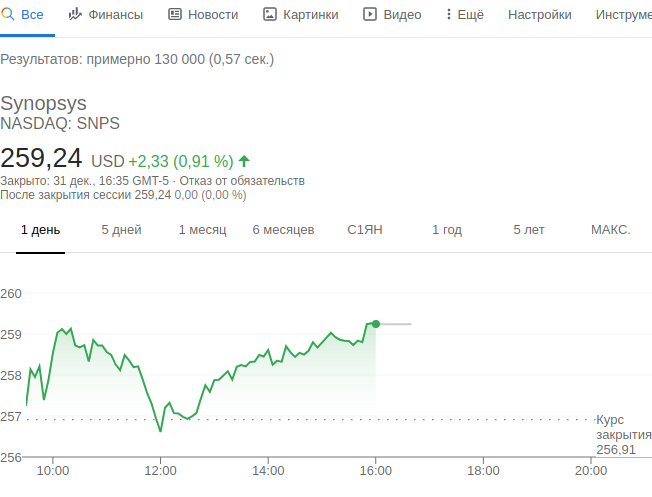 Все Финансы Новости Картинки Видео Ещё Настройки Инструме
Результатов: примерно 130 000 (0,57 сек.)
Synopsys
NASDAQ: SNPS
259,24 USD +2,33 (0,91 %)
Закрыто: 31 дек., 16:35 GMT-5 · Отказ от обязательств
После закрытия сессии 259,24 0,00 (0,00 %)
1 день 5 дней 1 месяц 6 месяцев С1ЯН 1 год 5 лет МАКС.
260
259
258
257
Курс
закрытия
256,91
256
10:00 12:00 14:00 16:00 18:00 20:00